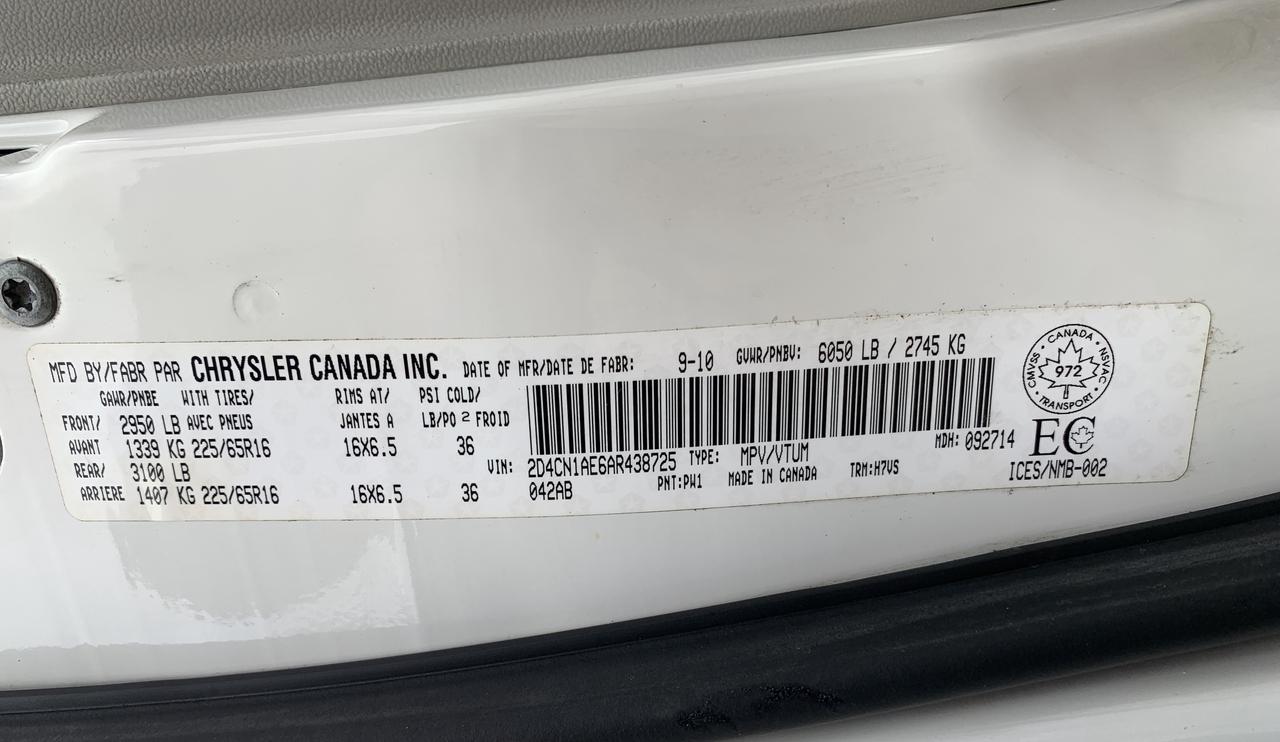 MFD BY/FABR PAR CHRYSLER CANADA INC. DATE OF MFR/DATE DE FABR: 9-10 GVWR/PNBV: 6050 LB / 2745 KG
GAWR/PNBE WITH TIRES/ RIMS AT/ PSI COLD/
FRONT/ 2950 LB AVEC PNEUS JANTES A LB/PO 2 FROID
AVANT 1339 KG 225/65R16 16X6.5 36
REAR/ 3100 LB
ARRIERE 1407 KG 225/65R16 16X6.5 36
VIN: 2D4CN1AE6AR438725 TYPE: MPV/VTUM MDH: 092714
042AB PNT: PW1 MADE IN CANADA TRM: H7VS
CANADA
CMVSS · NSVAC
972
TRANSPORT
EC
ICES/NMB-002